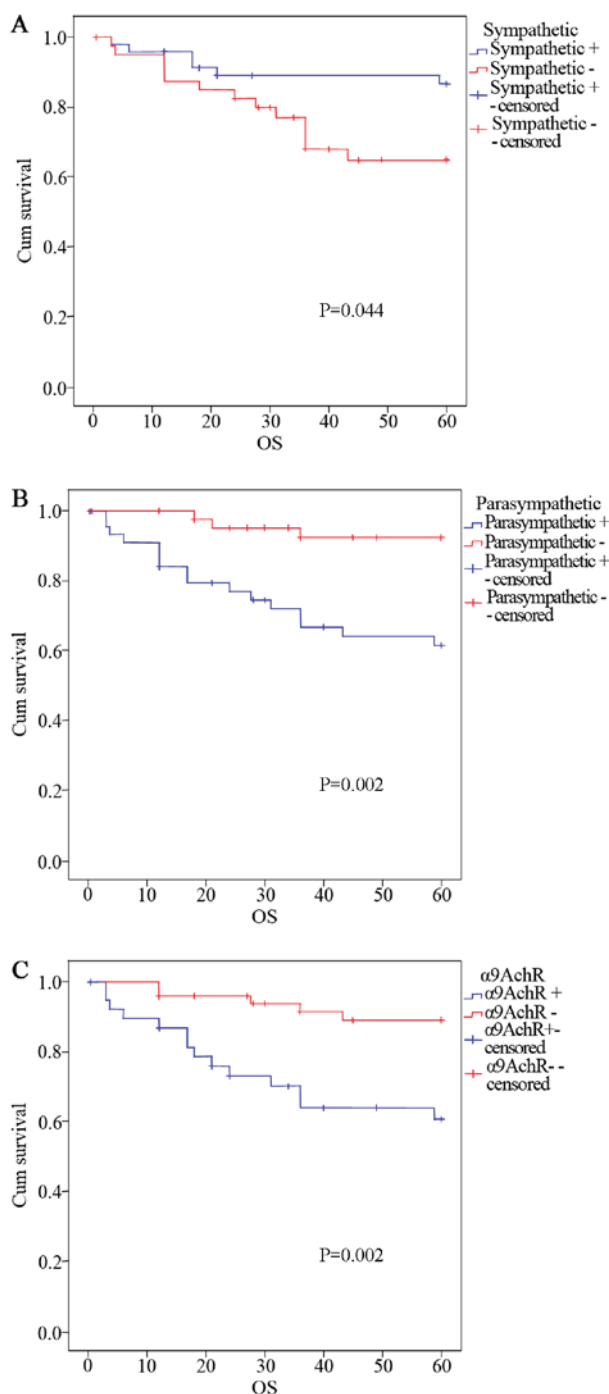 A
Sympathetic
Sympathetic +
Sympathetic -
Sympathetic +
-censored
Sympathetic -
-censored
1.0
0.8
0.6
0.4
0.2
0.0
Cum survival
P=0.044
0 10 20 30 40 50 60
OS
B
Parasympathetic
Parasympathetic +
Parasympathetic -
Parasympathetic +
-censored
Parasympathetic -
-censored
1.0
0.8
0.6
0.4
0.2
0.0
Cum survival
P=0.002
0 10 20 30 40 50 60
OS
C
α9AchR
α9AchR +
α9AchR -
α9AchR+-
censored
α9AchR- -
censored
1.0
0.8
0.6
0.4
0.2
0.0
Cum survival
P=0.002
0 10 20 30 40 50 60
OS